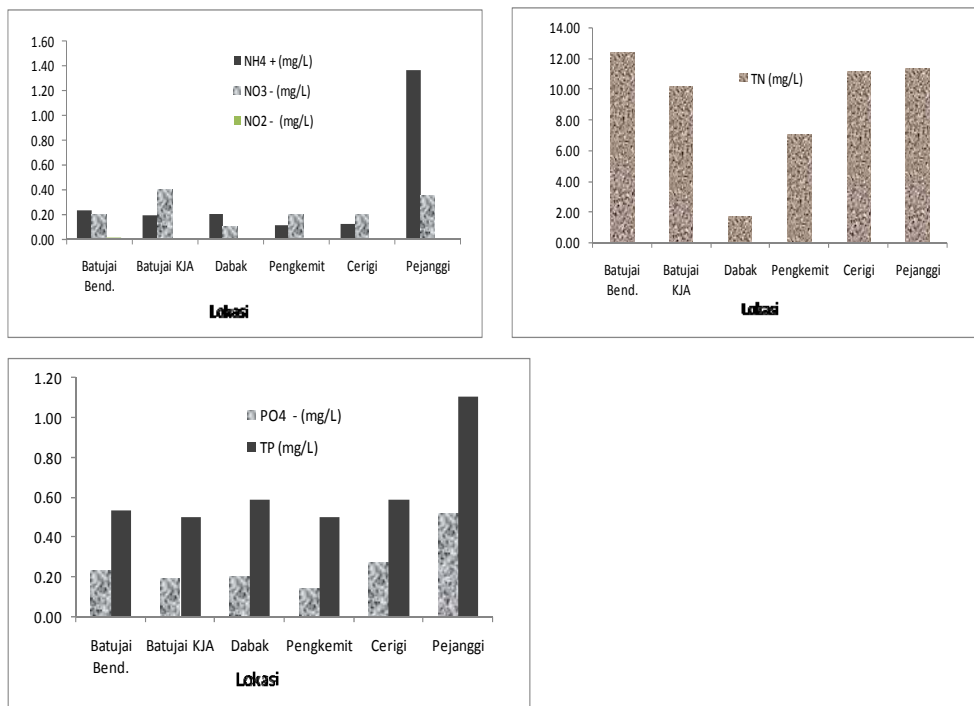 1.60
1.40
1.20
1.00
0.80
0.60
0.40
0.20
0.00
NH4 + (mg/L)
NO3 - (mg/L)
NO2 - (mg/L)
Batujai Bend.
Batujai KJA
Dabak
Pengkemit
Cerigi
Pejanggi
Lokasi
14.00
12.00
10.00
8.00
6.00
4.00
2.00
0.00
TN (mg/L)
Batujai Bend.
Batujai KJA
Dabak
Pengkemit
Cerigi
Pejanggi
Lokasi
1.20
1.00
0.80
0.60
0.40
0.20
0.00
PO4 - (mg/L)
TP (mg/L)
Batujai Bend.
Batujai KJA
Dabak
Pengkemit
Cerigi
Pejanggi
Lokasi